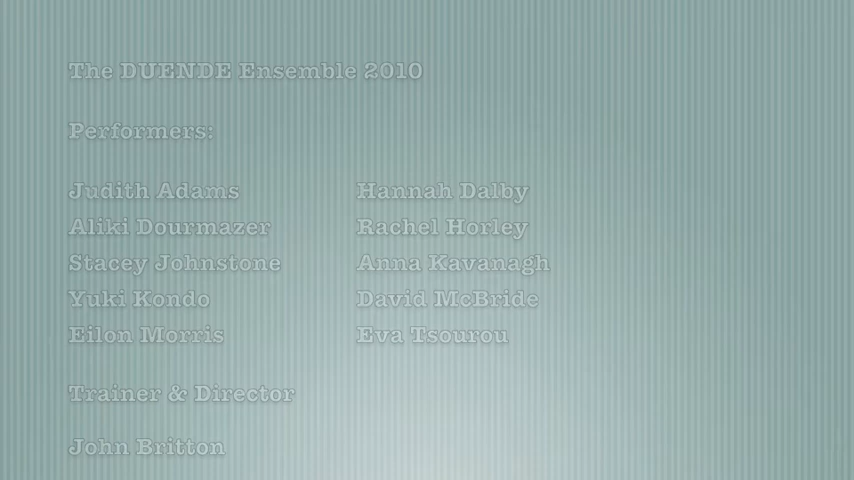 The DUENDE Ensemble 2010
Performers:
Judith Adams
Aliki Dourmazer
Stacey Johnstone
Yuki Kondo
Eilon Morris
Hannah Dalby
Rachel Horley
Anna Kavanagh
David McBride
Eva Tsourou
Trainer & Director
John Britton